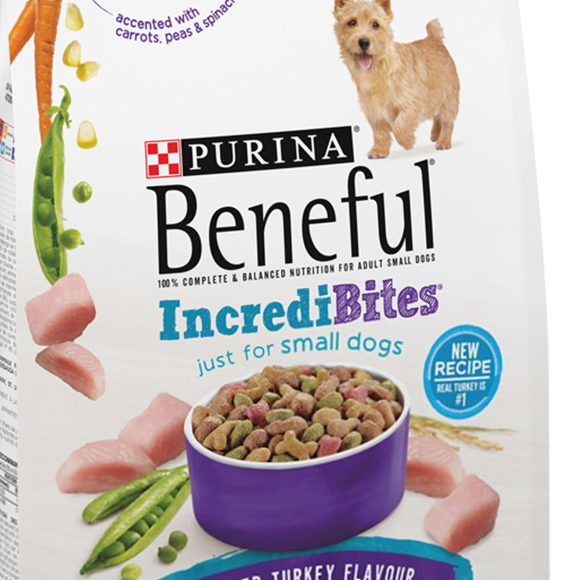 accented with
carrots, peas & spinach
PURINA®
Beneful®
100% COMPLETE & BALANCED NUTRITION FOR ADULT SMALL DOGS
IncrediBites®
just for small dogs
NEW
RECIPE
REAL TURKEY IS
#1
TURKEY FLAVOUR